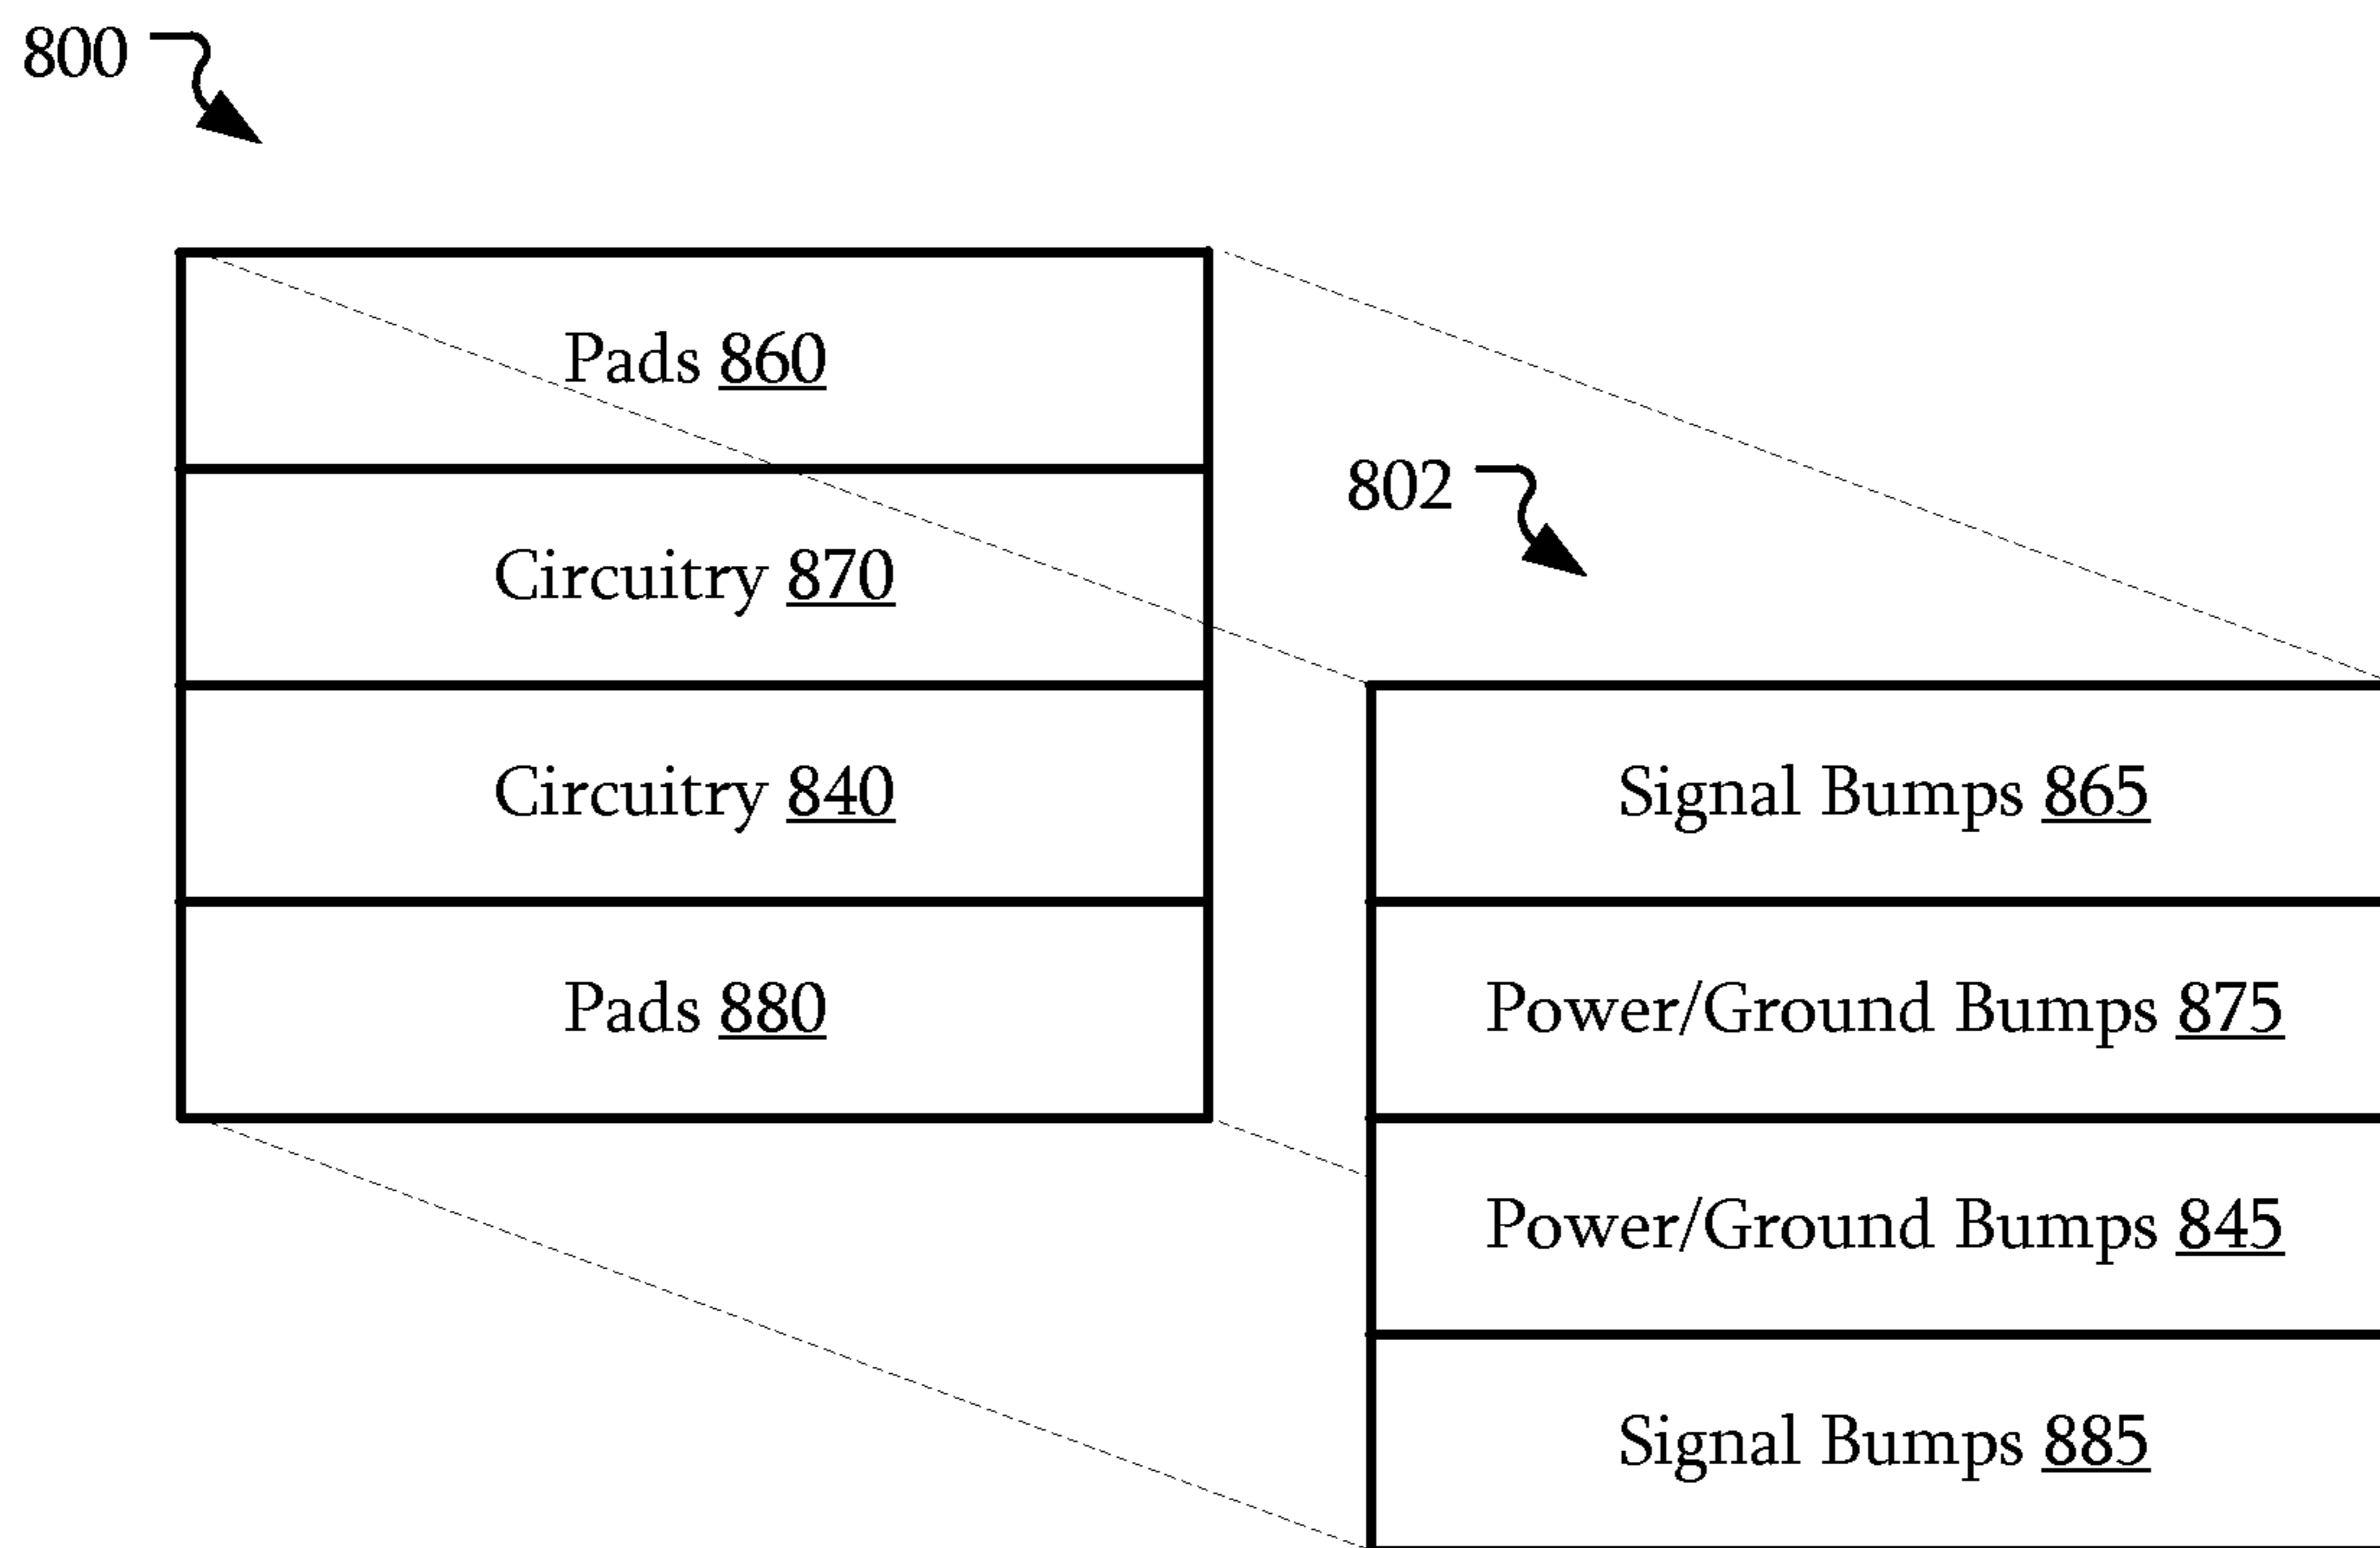 800
Pads 860
Circuitry 870
Circuitry 840
Pads 880
802
Signal Bumps 865
Power/Ground Bumps 875
Power/Ground Bumps 845
Signal Bumps 885